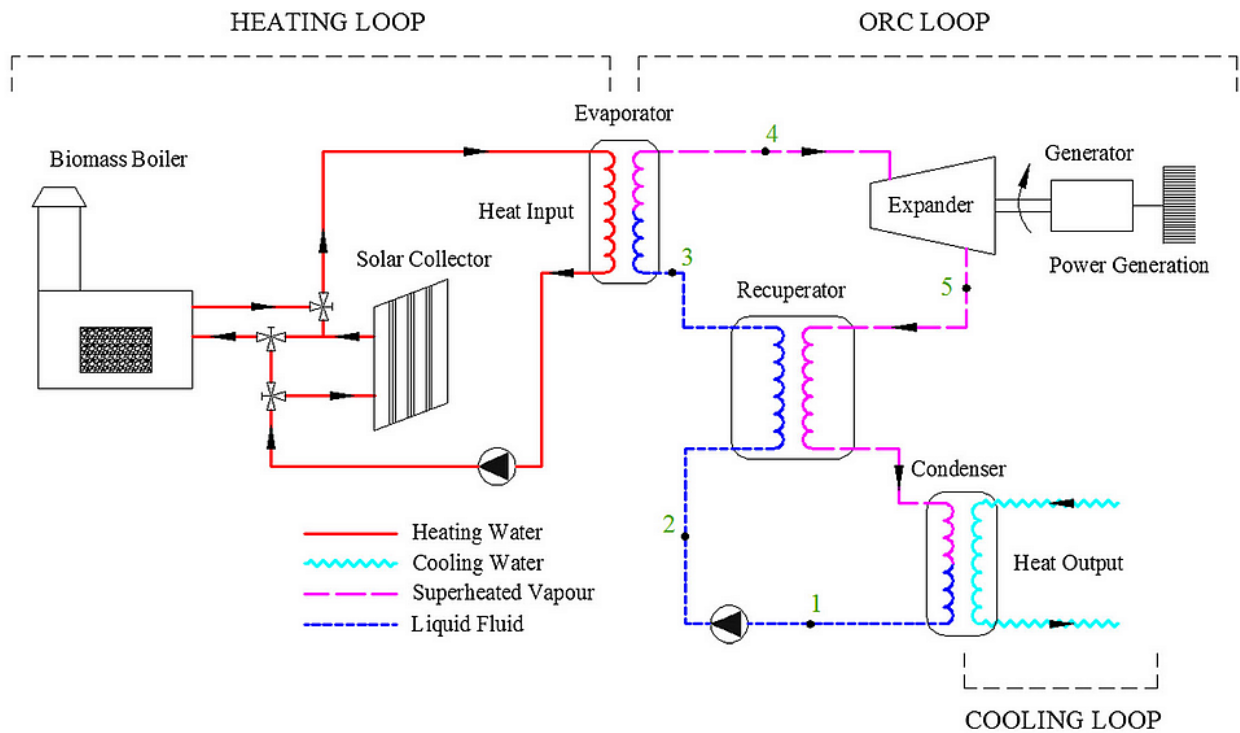 HEATING LOOP
ORC LOOP
Evaporator
4
Biomass Boiler
Generator
Heat Input
Expander
Solar Collector
3
Power Generation
5
Recuperator
Condenser
2
Heating Water
Cooling Water
Heat Output
Superheated Vapour
1
Liquid Fluid
COOLING LOOP